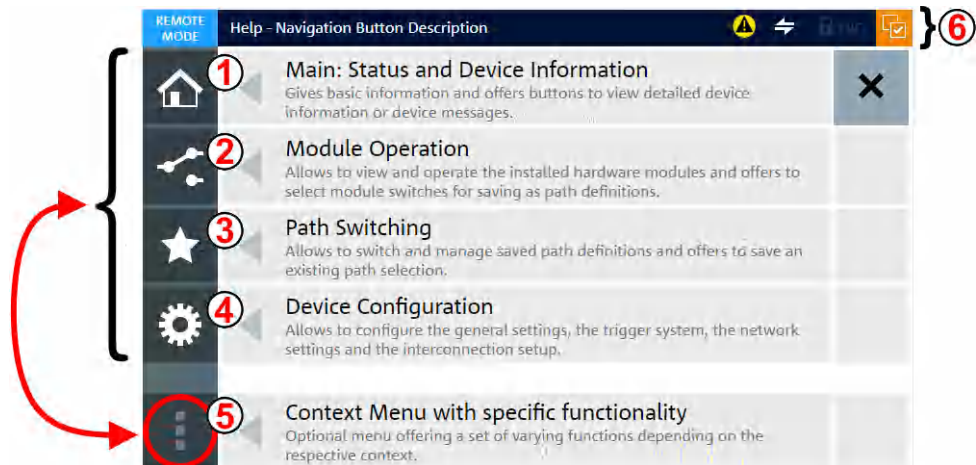 REMOTE
MODE
Help - Navigation Button Description
6
1
Main: Status and Device Information
Gives basic information and offers buttons to view detailed device
information or device messages.
2
Module Operation
Allows to view and operate the installed hardware modules and offers to
select module switches for saving as path definitions.
3
Path Switching
Allows to switch and manage saved path definitions and offers to save an
existing path selection.
4
Device Configuration
Allows to configure the general settings, the trigger system, the network
settings and the interconnection setup.
5
Context Menu with specific functionality
Optional menu offering a set of varying functions depending on the
respective context.